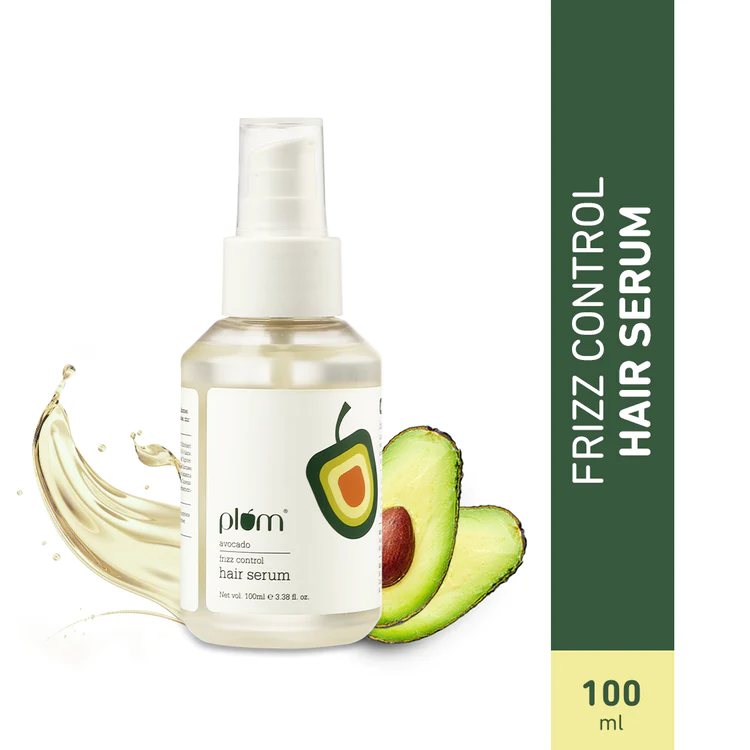 plum®
avocado
frizz control
hair serum
Net vol. 100ml e 3.38 fl. oz.
FRIZZ CONTROL
HAIR SERUM
100
ml